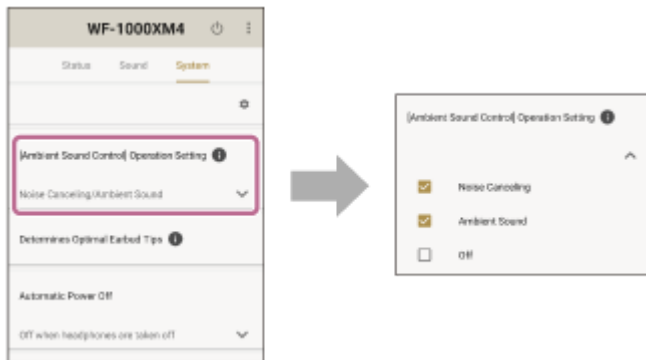 WF-1000XM4
Status Sound System
[Ambient Sound Control] Operation Setting
Noise Canceling/Ambient Sound
Determines Optimal Earbud Tips
Automatic Power Off
Off when headphones are taken off
[Ambient Sound Control] Operation Setting
Noise Canceling
Ambient Sound
Off